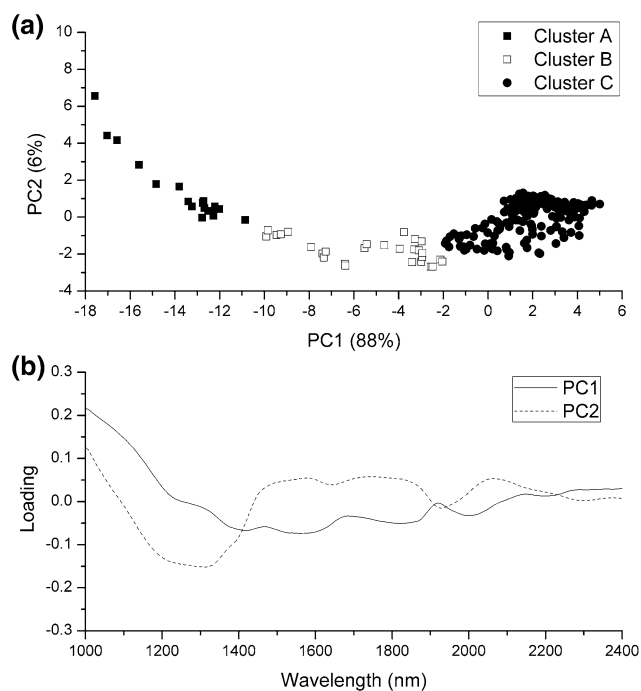 (a)
Cluster A
Cluster B
Cluster C
10
8
6
4
2
0
-2
-4
PC2 (6%)
-18 -16 -14 -12 -10 -8 -6 -4 -2 0 2 4 6
PC1 (88%)
(b)
PC1
PC2
0.3
0.2
0.1
0.0
-0.1
-0.3
Loading
1000 1200 1400 1600 1800 2000 2200 2400
Wavelength (nm)